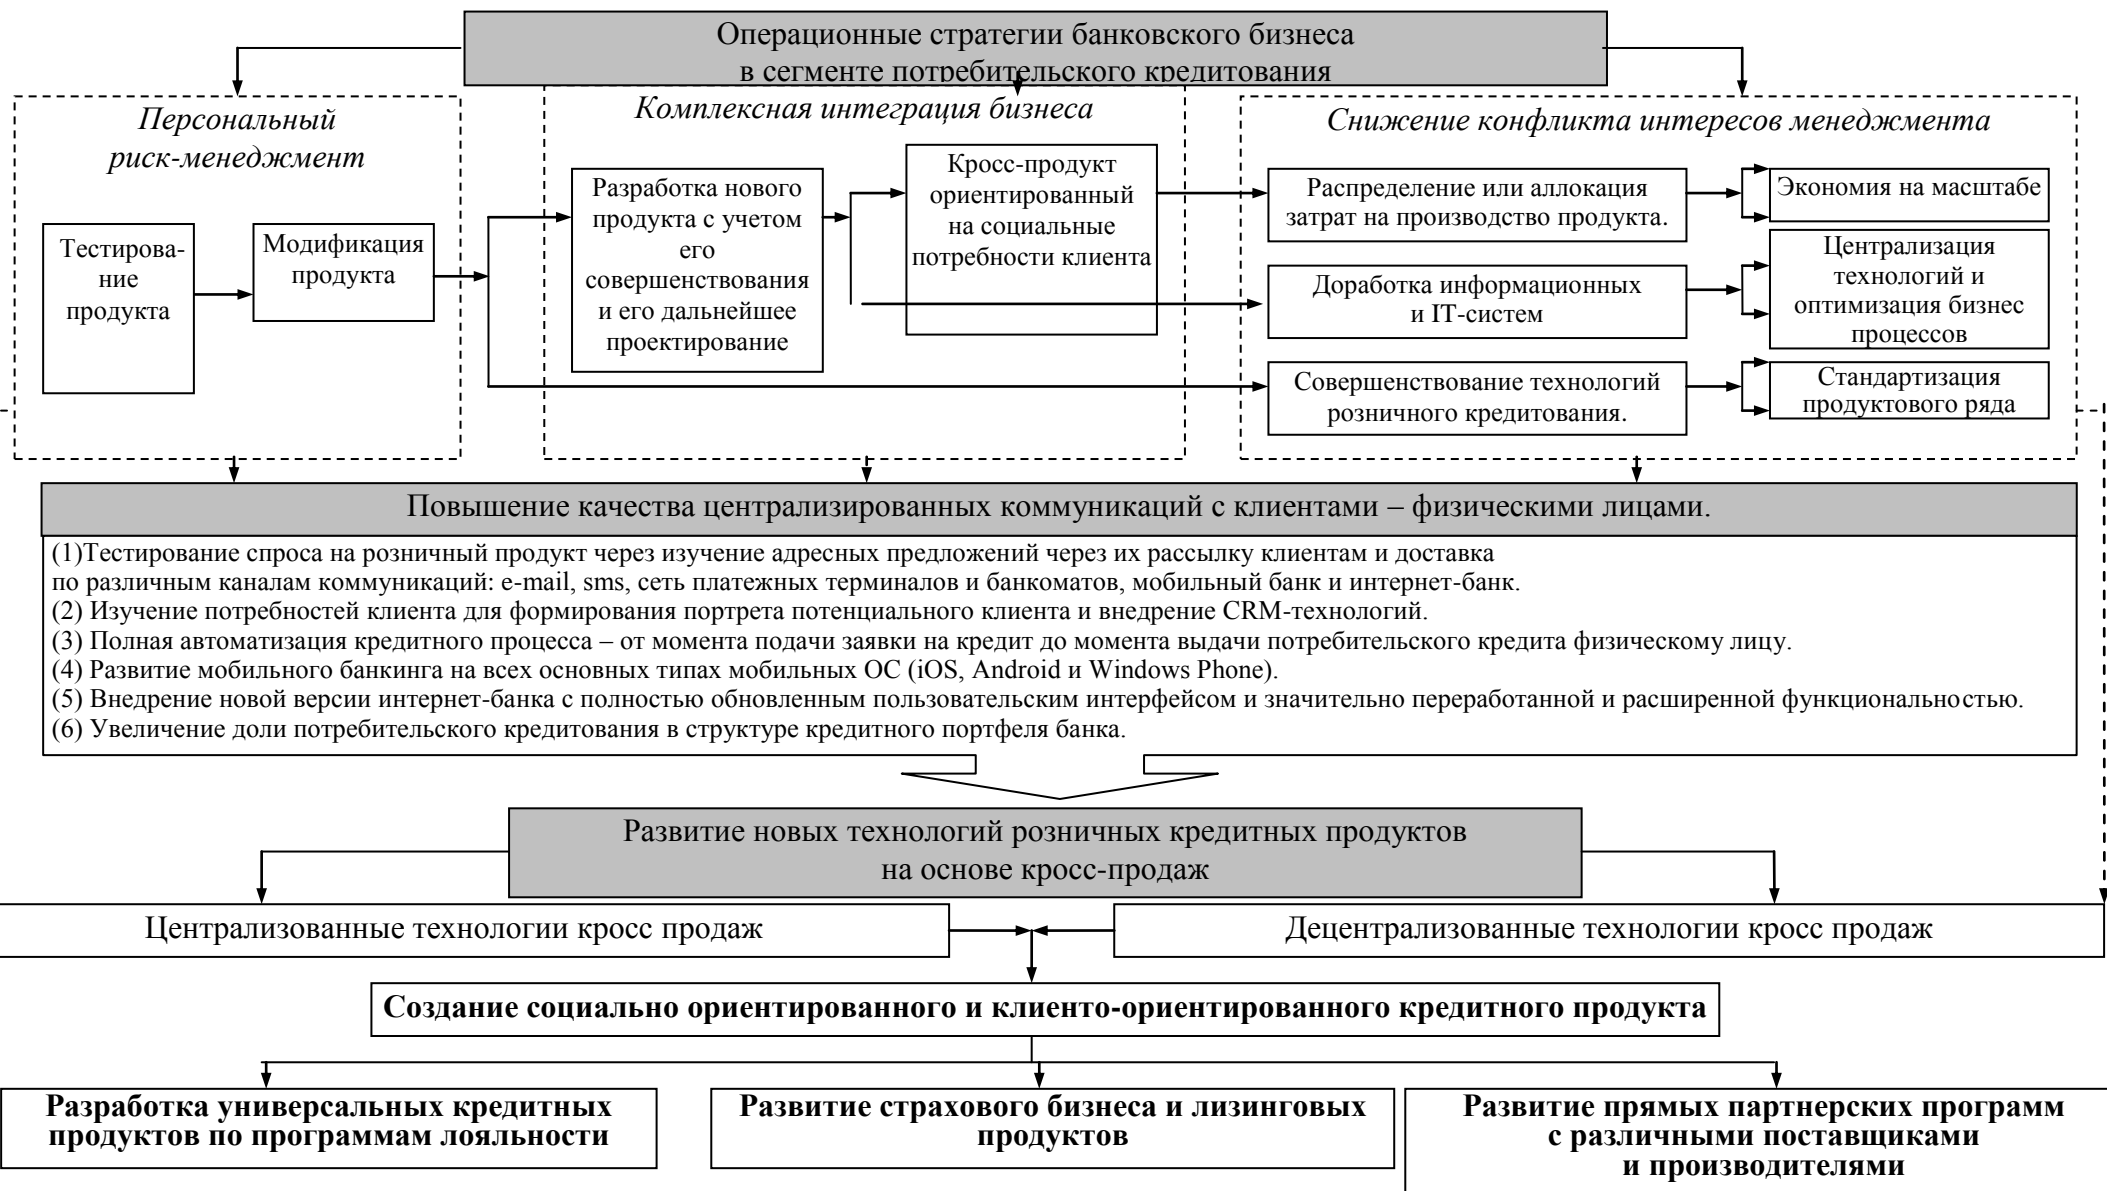 Операционные стратегии банковского бизнеса
в сегменте потребительского кредитования
Персональный
риск-менеджмент
Тестирова-
ние
продукта
Модификация
продукта
Комплексная интеграция бизнеса
Разработка нового
продукта с учетом
его
совершенствования
и его дальнейшее
проектирование
Кросс-продукт
ориентированный
на социальные
потребности клиента
Снижение конфликта интересов менеджмента
Распределение или аллокация
затрат на производство продукта.
Экономия на масштабе
Доработка информационных
и IT-систем
Централизация
технологий и
оптимизация бизнес
процессов
Совершенствование технологий
розничного кредитования.
Стандартизация
продуктового ряда
Повышение качества централизированных коммуникаций с клиентами – физическими лицами.
(1)Тестирование спроса на розничный продукт через изучение адресных предложений через их рассылку клиентам и доставка
по различным каналам коммуникаций: e-mail, sms, сеть платежных терминалов и банкоматов, мобильный банк и интернет-банк.
(2) Изучение потребностей клиента для формирования портрета потенциального клиента и внедрение CRM-технологий.
(3) Полная автоматизация кредитного процесса – от момента подачи заявки на кредит до момента выдачи потребительского кредита физическому лицу.
(4) Развитие мобильного банкинга на всех основных типах мобильных ОС (iOS, Android и Windows Phone).
(5) Внедрение новой версии интернет-банка с полностью обновленным пользовательским интерфейсом и значительно переработанной и расширенной функциональностью.
(6) Увеличение доли потребительского кредитования в структуре кредитного портфеля банка.
Развитие новых технологий розничных кредитных продуктов
на основе кросс-продаж
Централизованные технологии кросс продаж
Децентрализованные технологии кросс продаж
Создание социально ориентированного и клиенто-ориентированного кредитного продукта
Разработка универсальных кредитных
продуктов по программам лояльности
Развитие страхового бизнеса и лизинговых
продуктов
Развитие прямых партнерских программ
с различными поставщиками
и производителями